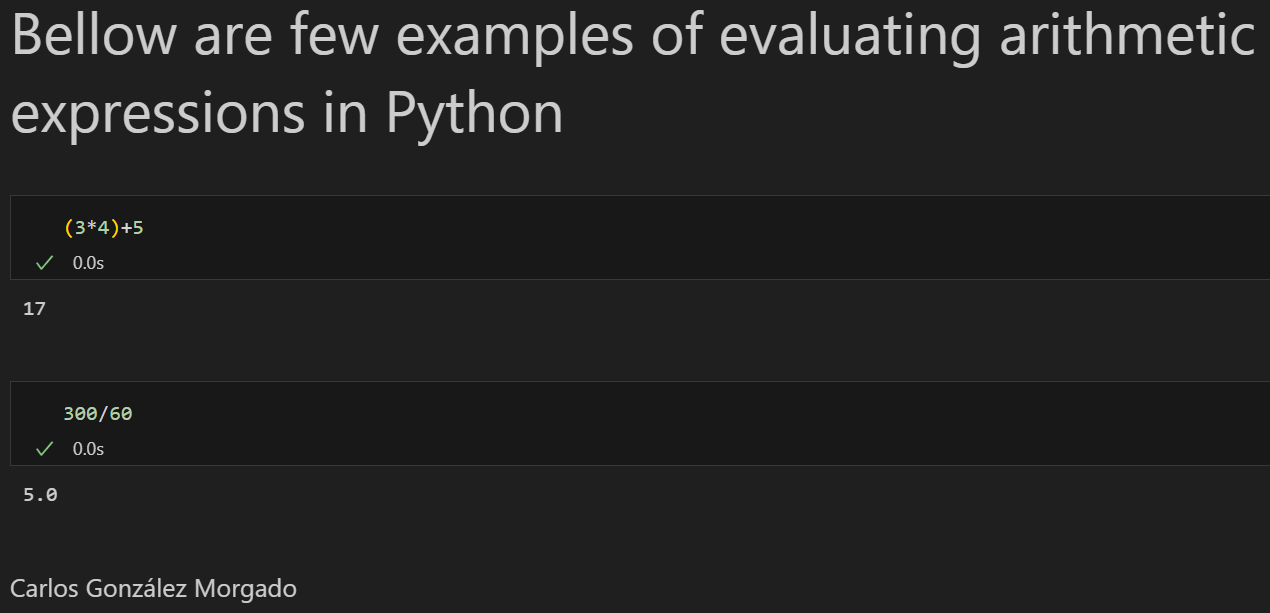 Bellow are few examples of evaluating arithmetic
expressions in Python
(3*4)+5
0.0s
17
300/60
0.0s
5.0
Carlos González Morgado